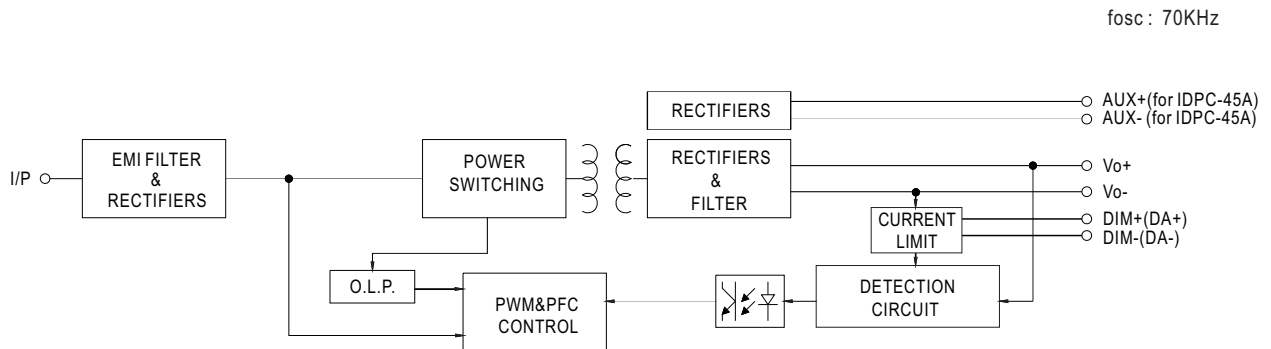 fosc : 70KHz
RECTIFIERS
AUX+(for IDPC-45A)
AUX- (for IDPC-45A)
I/P
EMI FILTER
&
RECTIFIERS
POWER
SWITCHING
RECTIFIERS
&
FILTER
Vo+
Vo-
CURRENT
LIMIT
DIM+(DA+)
DIM-(DA-)
O.L.P.
PWM&PFC
CONTROL
DETECTION
CIRCUIT